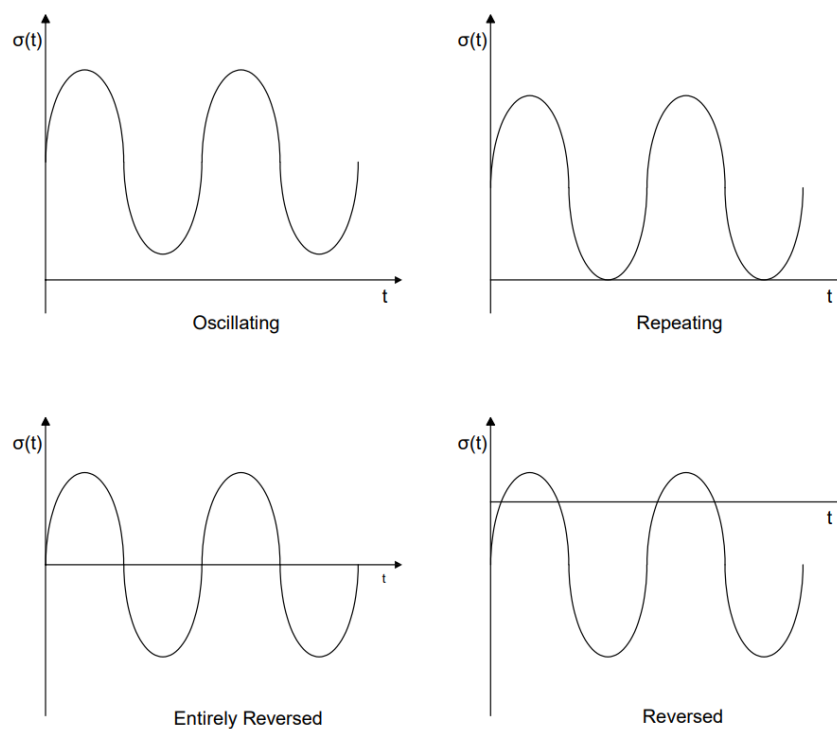 σ(t)
t
Oscillating
σ(t)
t
Repeating
σ(t)
t
Entirely Reversed
σ(t)
t
Reversed